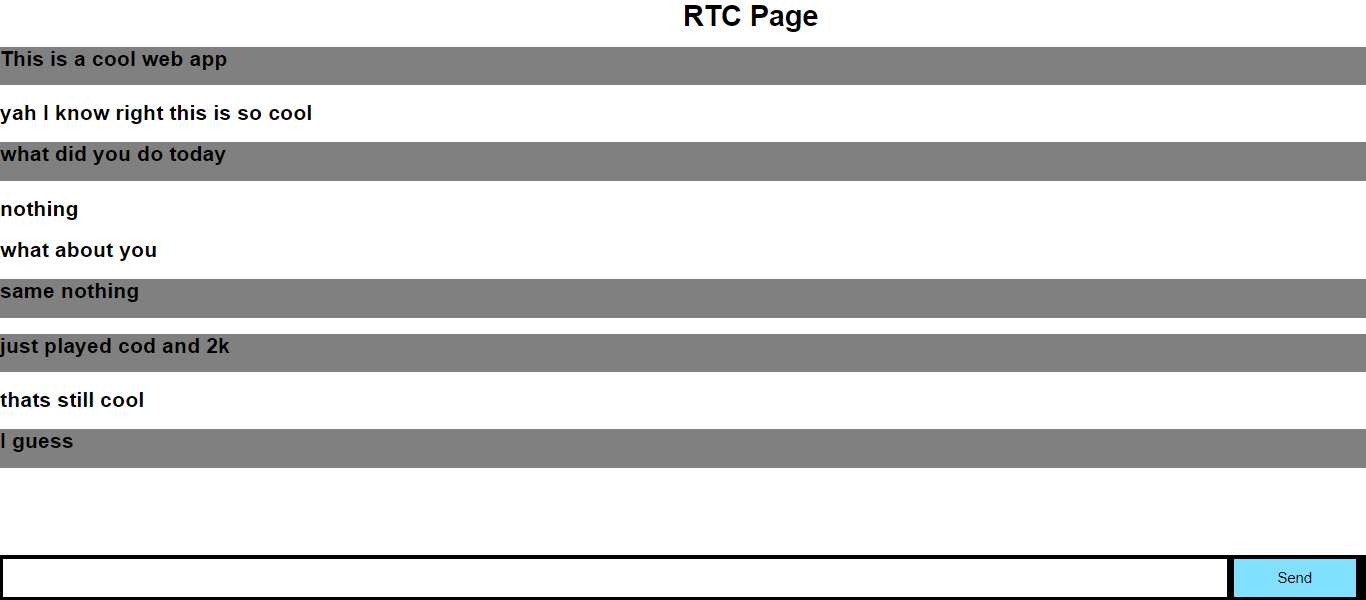 RTC Page
This is a cool web app
yah I know right this is so cool
what did you do today
nothing
what about you
same nothing
just played cod and 2k
thats still cool
I guess
Send